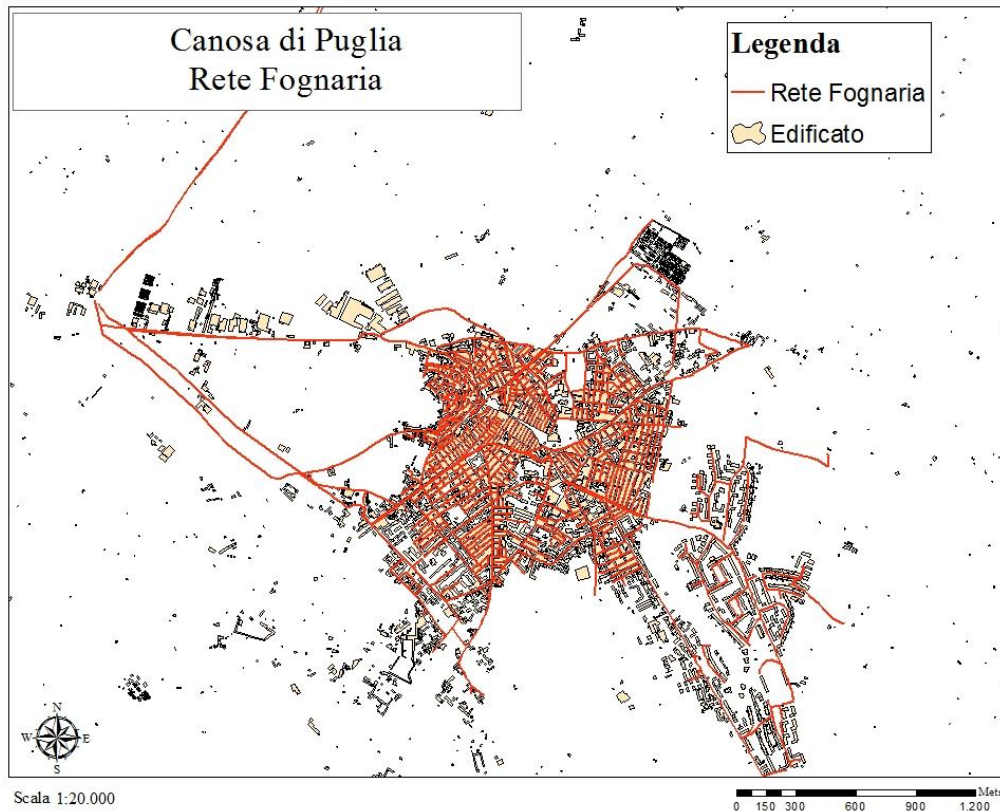 Canosa di Puglia
Rete Fognaria
Legenda
Rete Fognaria
Edificato
N
W E
S
Scala 1:20.000
Metr
0 150 300 600 900 1.200